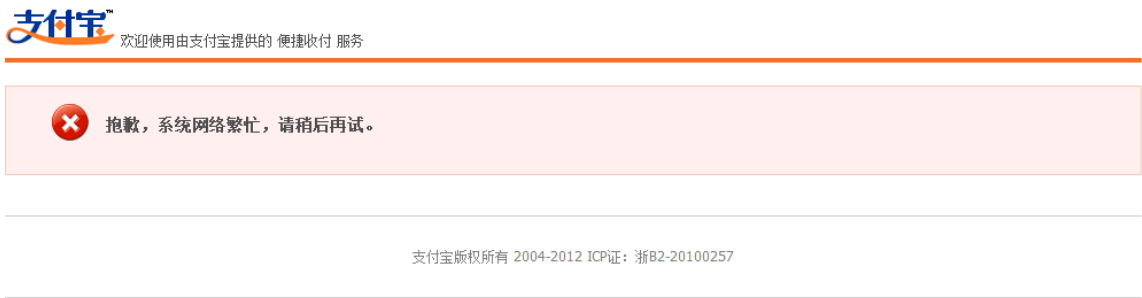 支付宝™ 欢迎使用由支付宝提供的 便捷收付 服务
抱歉，系统网络繁忙，请稍后再试。
支付宝版权所有 2004-2012 ICP证：浙B2-20100257